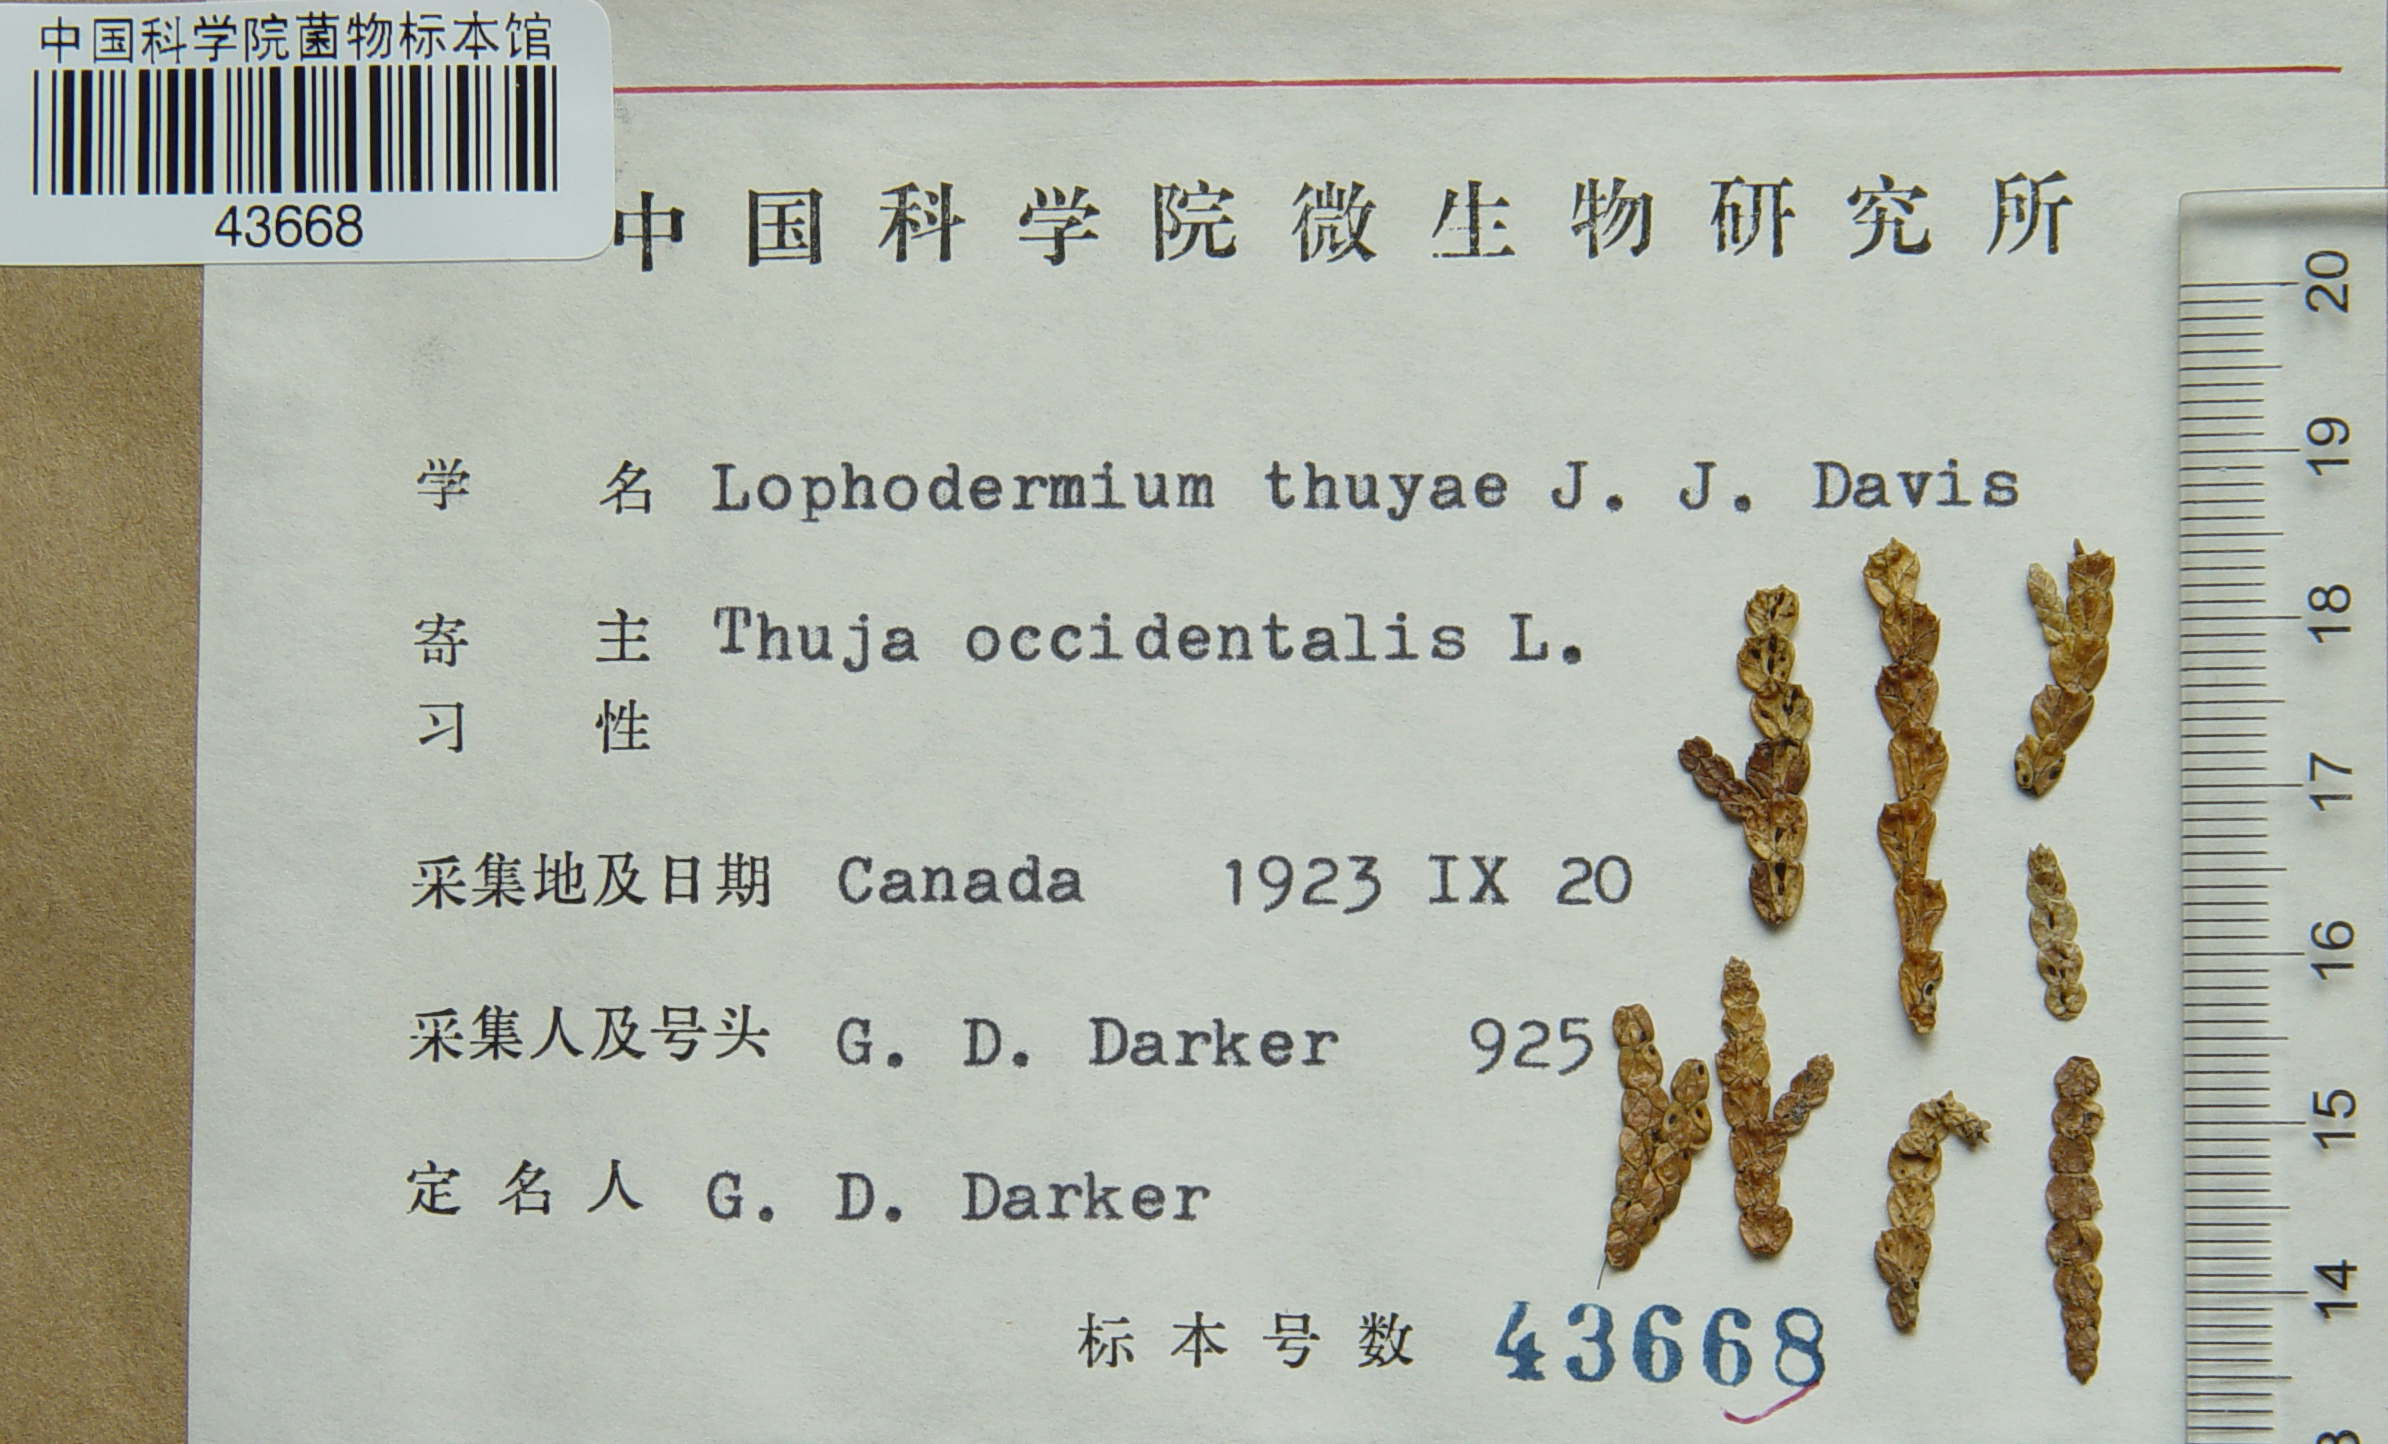 中国科学院菌物标本馆
43668
中国科学院微生物研究所
学 名 Lophodermium thuyae J. J. Davis
寄 主 Thuja occidentalis L.
习 性
采集地及日期 Canada 1923 IX 20
采集人及号头 G. D. Darker 925
定名人 G. D. Darker
标本号数 43668
20
19
18
17
16
15
14